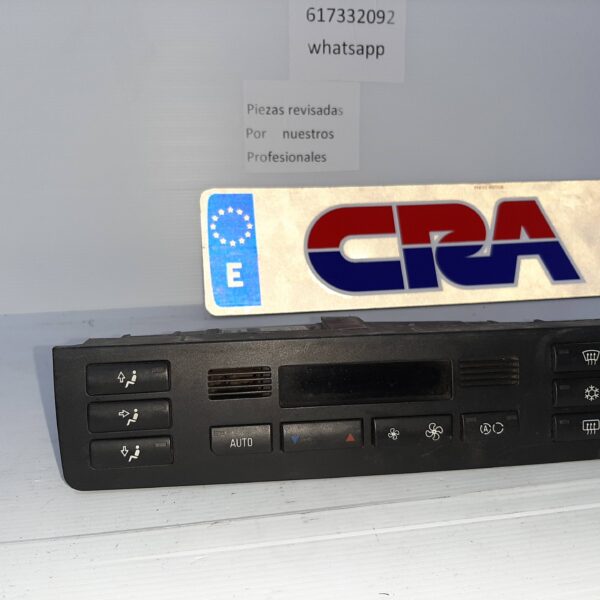 617332092
whatsapp
Piezas revisadas
Por nuestros
Profesionales
E
CRA
AUTO
A